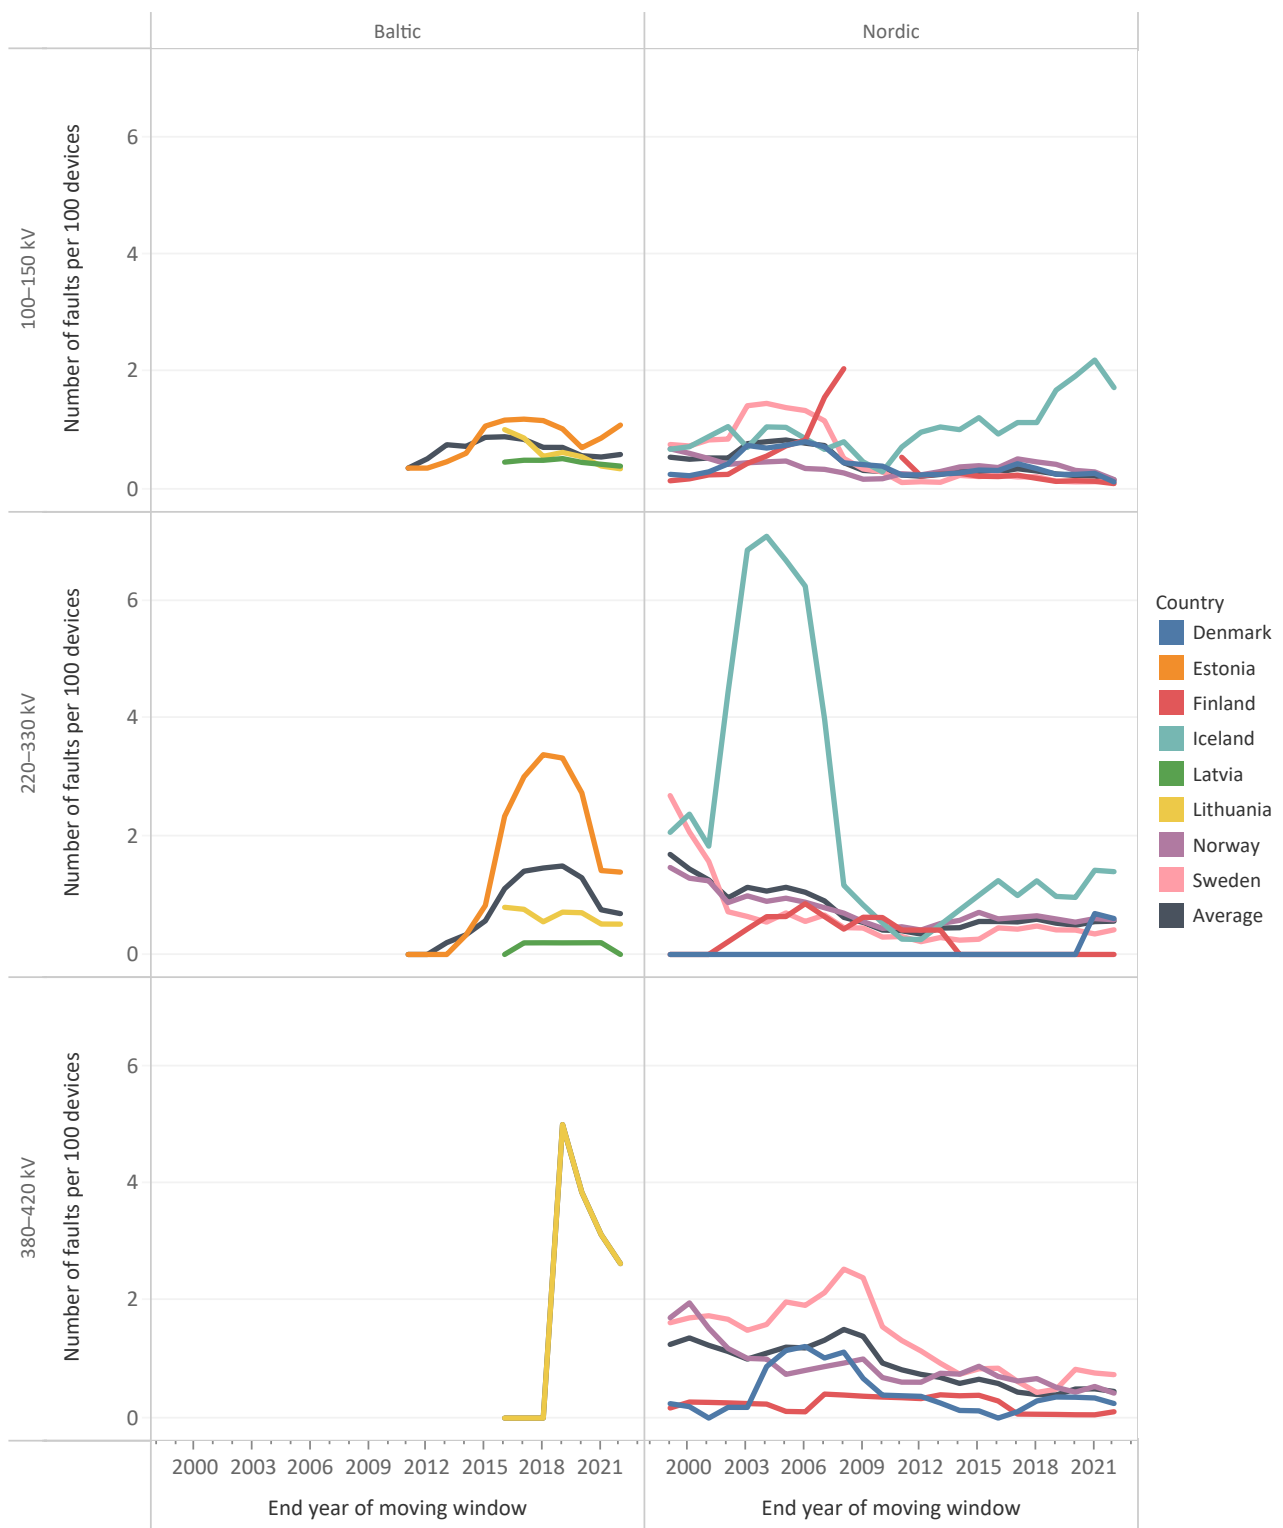 Baltic
Nordic
100–150 kV
Number of faults per 100 devices
6
4
2
0
220–330 kV
Number of faults per 100 devices
6
4
2
0
380–420 kV
Number of faults per 100 devices
6
4
2
0
2000 2003 2006 2009 2012 2015 2018 2021
2000 2003 2006 2009 2012 2015 2018 2021
End year of moving window
End year of moving window
Country
Denmark
Estonia
Finland
Iceland
Latvia
Lithuania
Norway
Sweden
Average